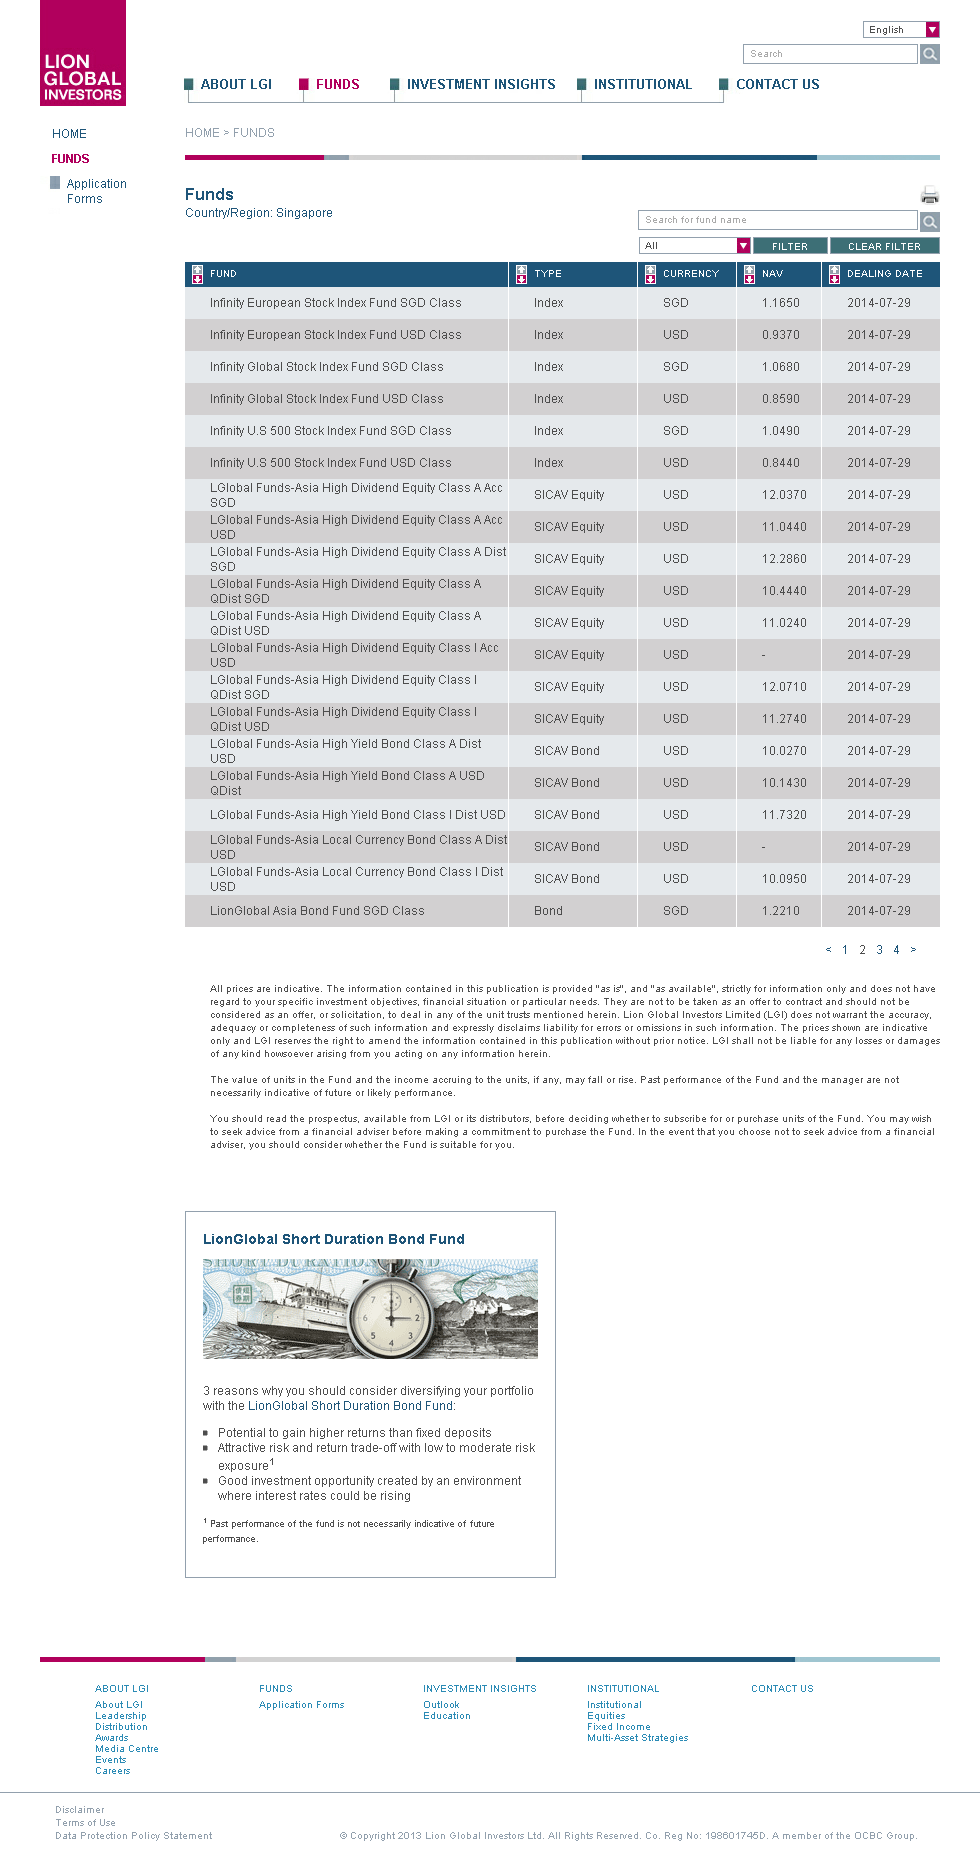 LION
GLOBAL
INVESTORS
English
Search
ABOUT LGI FUNDS INVESTMENT INSIGHTS INSTITUTIONAL CONTACT US
HOME
FUNDS
Application
Forms
HOME > FUNDS
Funds
Country/Region: Singapore
Search for fund name
All FILTER CLEAR FILTER
FUND TYPE CURRENCY NAV DEALING DATE
Infinity European Stock Index Fund SGD Class Index SGD 1.1650 2014-07-29
Infinity European Stock Index Fund USD Class Index USD 0.9370 2014-07-29
Infinity Global Stock Index Fund SGD Class Index SGD 1.0680 2014-07-29
Infinity Global Stock Index Fund USD Class Index USD 0.8590 2014-07-29
Infinity U.S 500 Stock Index Fund SGD Class Index SGD 1.0490 2014-07-29
Infinity U.S 500 Stock Index Fund USD Class Index USD 0.8440 2014-07-29
LGlobal Funds-Asia High Dividend Equity Class A Acc
SGD SICAV Equity USD 12.0370 2014-07-29
LGlobal Funds-Asia High Dividend Equity Class A Acc
USD SICAV Equity USD 11.0440 2014-07-29
LGlobal Funds-Asia High Dividend Equity Class A Dist
SGD SICAV Equity USD 12.2860 2014-07-29
LGlobal Funds-Asia High Dividend Equity Class A
QDist SGD SICAV Equity USD 10.4440 2014-07-29
LGlobal Funds-Asia High Dividend Equity Class A
QDist USD SICAV Equity USD 11.0240 2014-07-29
LGlobal Funds-Asia High Dividend Equity Class I Acc
USD SICAV Equity USD - 2014-07-29
LGlobal Funds-Asia High Dividend Equity Class I
QDist SGD SICAV Equity USD 12.0710 2014-07-29
LGlobal Funds-Asia High Dividend Equity Class I
QDist USD SICAV Equity USD 11.2740 2014-07-29
LGlobal Funds-Asia High Yield Bond Class A Dist
USD SICAV Bond USD 10.0270 2014-07-29
LGlobal Funds-Asia High Yield Bond Class A USD
QDist SICAV Bond USD 10.1430 2014-07-29
LGlobal Funds-Asia High Yield Bond Class I Dist USD SICAV Bond USD 11.7320 2014-07-29
LGlobal Funds-Asia Local Currency Bond Class A Dist
USD SICAV Bond USD - 2014-07-29
LGlobal Funds-Asia Local Currency Bond Class I Dist
USD SICAV Bond USD 10.0950 2014-07-29
LionGlobal Asia Bond Fund SGD Class Bond SGD 1.2210 2014-07-29
< 1 2 3 4 >
All prices are indicative. The information contained in this publication is provided "as is", and "as available", strictly for information only and does not have
regard to your specific investment objectives, financial situation or particular needs. They are not to be taken as an offer to contract and should not be
considered as an offer, or solicitation, to deal in any of the unit trusts mentioned herein. Lion Global Investors Limited (LGI) does not warrant the accuracy,
adequacy or completeness of such information and expressly disclaims liability for errors or omissions in such information. The prices shown are indicative
only and LGI reserves the right to amend the information contained in this publication without prior notice. LGI shall not be liable for any losses or damages
of any kind howsoever arising from you acting on any information herein.
The value of units in the Fund and the income accruing to the units, if any, may fall or rise. Past performance of the Fund and the manager are not
necessarily indicative of future or likely performance.
You should read the prospectus, available from LGI or its distributors, before deciding whether to subscribe for or purchase units of the Fund. You may wish
to seek advice from a financial adviser before making a commitment to purchase the Fund. In the event that you choose not to seek advice from a financial
adviser, you should consider whether the Fund is suitable for you.
LionGlobal Short Duration Bond Fund
SHORT DURATION BOND
7 6 5 4 3
3 reasons why you should consider diversifying your portfolio
with the LionGlobal Short Duration Bond Fund:
Potential to gain higher returns than fixed deposits
Attractive risk and return trade-off with low to moderate risk
exposure1
Good investment opportunity created by an environment
where interest rates could be rising
1 Past performance of the fund is not necessarily indicative of future
performance.
ABOUT LGI FUNDS INVESTMENT INSIGHTS INSTITUTIONAL CONTACT US
About LGI Application Forms Outlook Institutional
Leadership Education Equities
Distribution Fixed Income
Awards Multi-Asset Strategies
Media Centre
Events
Careers
Disclaimer
Terms of Use
Data Protection Policy Statement © Copyright 2013 Lion Global Investors Ltd. All Rights Reserved. Co. Reg No: 198601745D. A member of the OCBC Group.